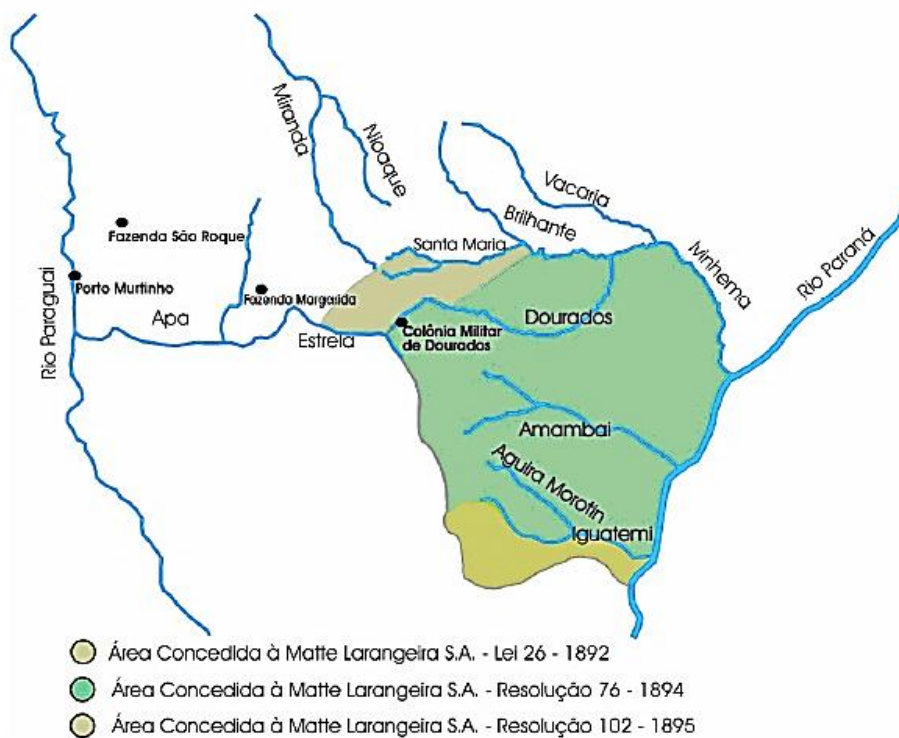 Miranda
Nioaque
Vacaria
Brilhante
Santa Maria
Ivinhema
Rio Paraná
Fazenda São Roque
Porto Murtinho
Fazenda Margarida
Rio Paraguai
Apa
Estrela
Colônia Militar
de Dourados
Dourados
Amambai
Aguira Morotin
Iguatemi
Área Concedida à Matte Larangeira S.A. - Lei 26 - 1892
Área Concedida à Matte Larangeira S.A. - Resolução 76 - 1894
Área Concedida à Matte Larangeira S.A. - Resolução 102 - 1895